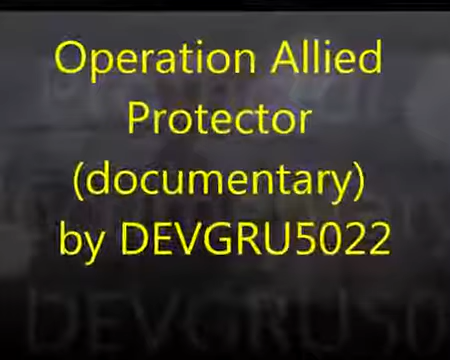 Operation Allied
Protector
(documentary)
by DEVGRU5022